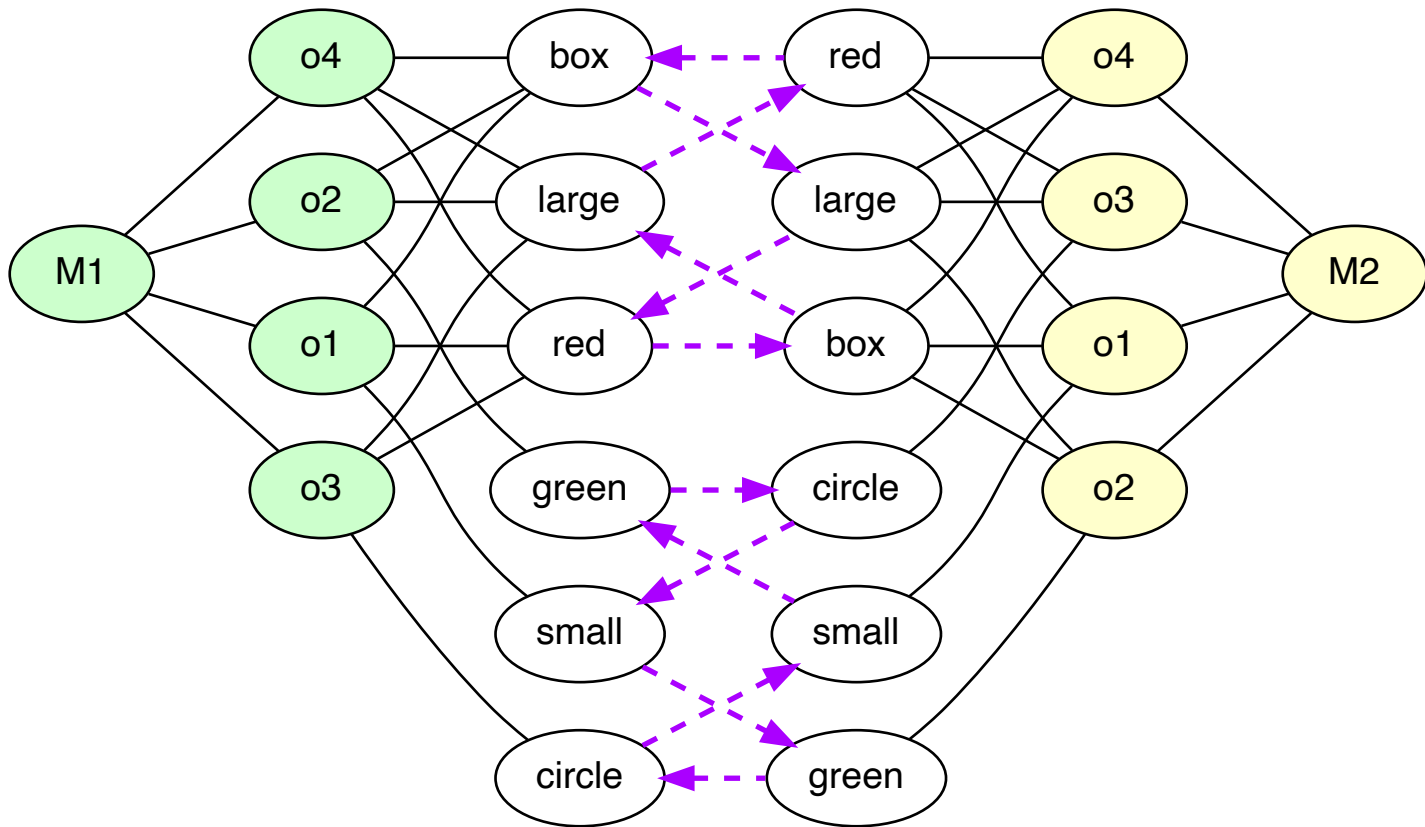 o4 box red o4
o2 large large o3
M1 M2
o1 red box o1
o3 green circle o2
small small
circle green